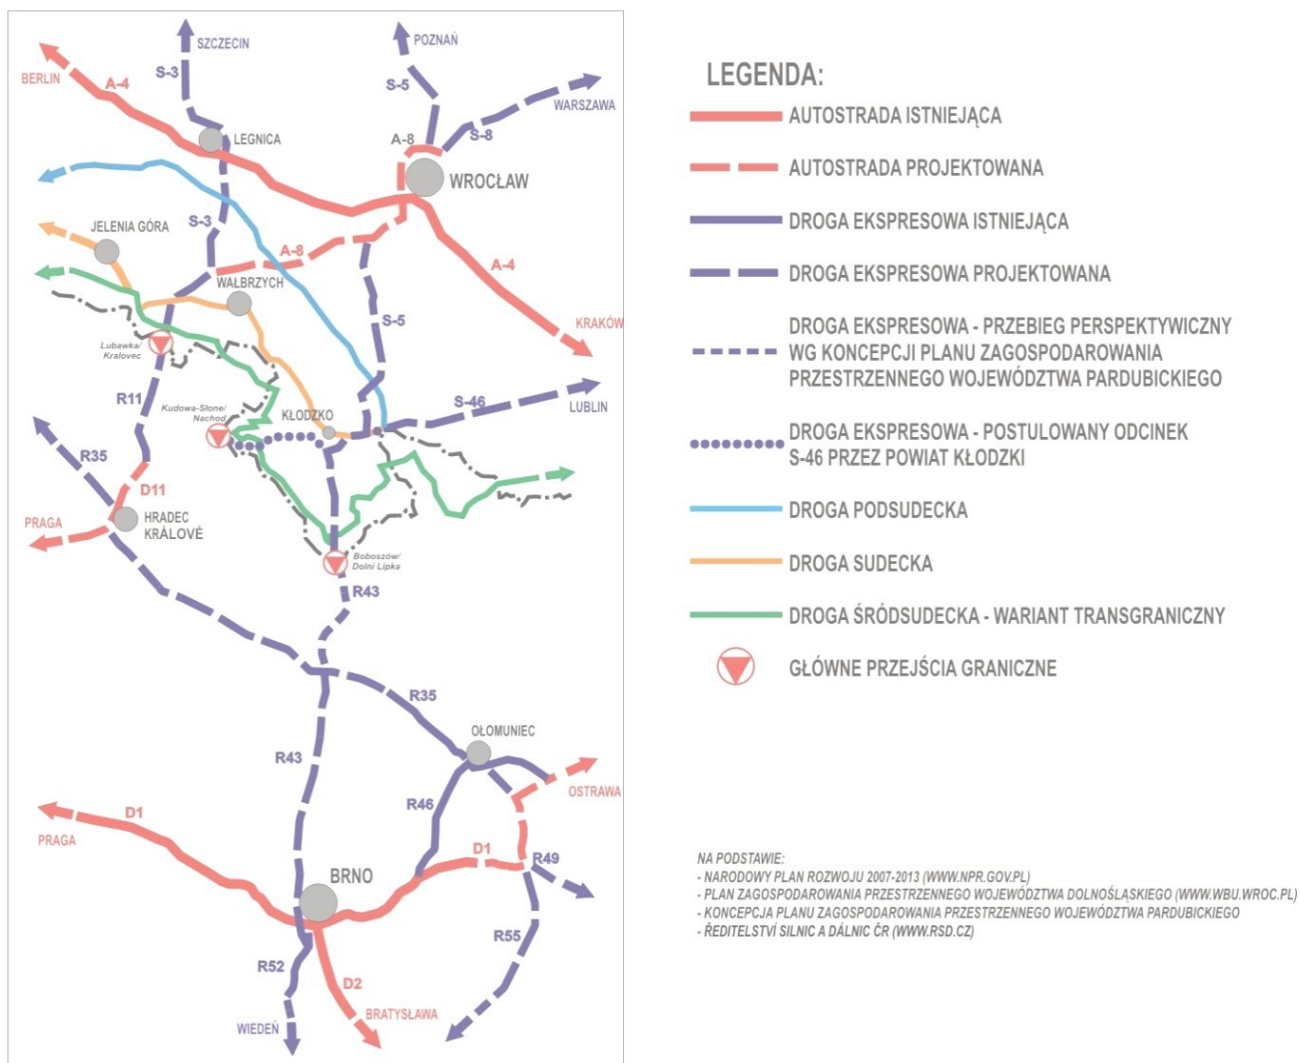 SZCZECIN
POZNAŃ
BERLIN
A-4
S-3
S-5
WARSZAWA
S-8
A-8
LEGNICA
WROCŁAW
S-3
JELENIA GÓRA
A-8
A-4
WAŁBRZYCH
S-5
KRAKÓW
Lubawka/
Kralovec
R11
Kudowa-Słone/
Nachod
KŁODZKO
S-46
LUBLIN
R35
D11
PRAGA
HRADEC
KRÁLOVÉ
Boboszów/
Dolni Lipka
R43
R35
OŁOMUNIEC
R43
OSTRAWA
R46
D1
PRAGA
D1
R49
BRNO
R55
R52
D2
BRATYSŁAWA
WIEDEŃ
LEGENDA:
AUTOSTRADA ISTNIEJĄCA
AUTOSTRADA PROJEKTOWANA
DROGA EKSPRESOWA ISTNIEJĄCA
DROGA EKSPRESOWA PROJEKTOWANA
DROGA EKSPRESOWA - PRZEBIEG PERSPEKTYWICZNY
WG KONCEPCJI PLANU ZAGOSPODAROWANIA
PRZESTRZENNEGO WOJEWÓDZTWA PARDUBICKIEGO
DROGA EKSPRESOWA - POSTULOWANY ODCINEK
S-46 PRZEZ POWIAT KŁODZKI
DROGA PODSUDECKA
DROGA SUDECKA
DROGA ŚRÓDSUDECKA - WARIANT TRANSGRANICZNY
GŁÓWNE PRZEJŚCIA GRANICZNE
NA PODSTAWIE:
- NARODOWY PLAN ROZWOJU 2007-2013 (WWW.NPR.GOV.PL)
- PLAN ZAGOSPODAROWANIA PRZESTRZENNEGO WOJEWÓDZTWA DOLNOŚLĄSKIEGO (WWW.WBU.WROC.PL)
- KONCEPCJA PLANU ZAGOSPODAROWANIA PRZESTRZENNEGO WOJEWÓDZTWA PARDUBICKIEGO
- ŘEDITELSTVÍ SILNIC A DÁLNIC ČR (WWW.RSD.CZ)